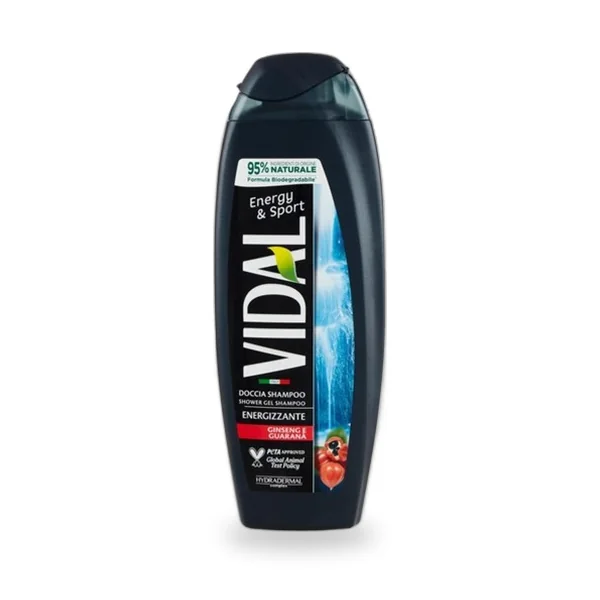 95% INGREDIENTI DI ORIGINE
NATURALE
Formula Biodegradabile*
Energy
& Sport
VIDAL
DOCCIA SHAMPOO
SHOWER GEL SHAMPOO
ENERGIZZANTE
GINSENG E
GUARANÀ
PETA APPROVED
Global Animal
Test Policy
HYDRADERMAL